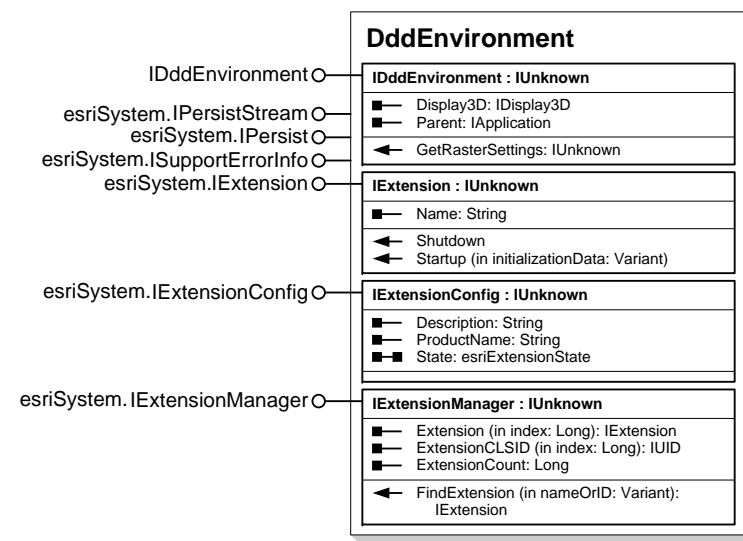 DddEnvironment
IDddEnvironment
esriSystem.IPersistStream
esriSystem.IPersist
esriSystem.ISupportErrorInfo
esriSystem.IExtension
esriSystem.IExtensionConfig
esriSystem.IExtensionManager
IDddEnvironment : IUnknown
Display3D: IDisplay3D
Parent: IApplication
GetRasterSettings: IUnknown
IExtension : IUnknown
Name: String
Shutdown
Startup (in initializationData: Variant)
IExtensionConfig : IUnknown
Description: String
ProductName: String
State: esriExtensionState
IExtensionManager : IUnknown
Extension (in index: Long): IExtension
ExtensionCLSID (in index: Long): IUID
ExtensionCount: Long
FindExtension (in nameOrID: Variant):
IExtension